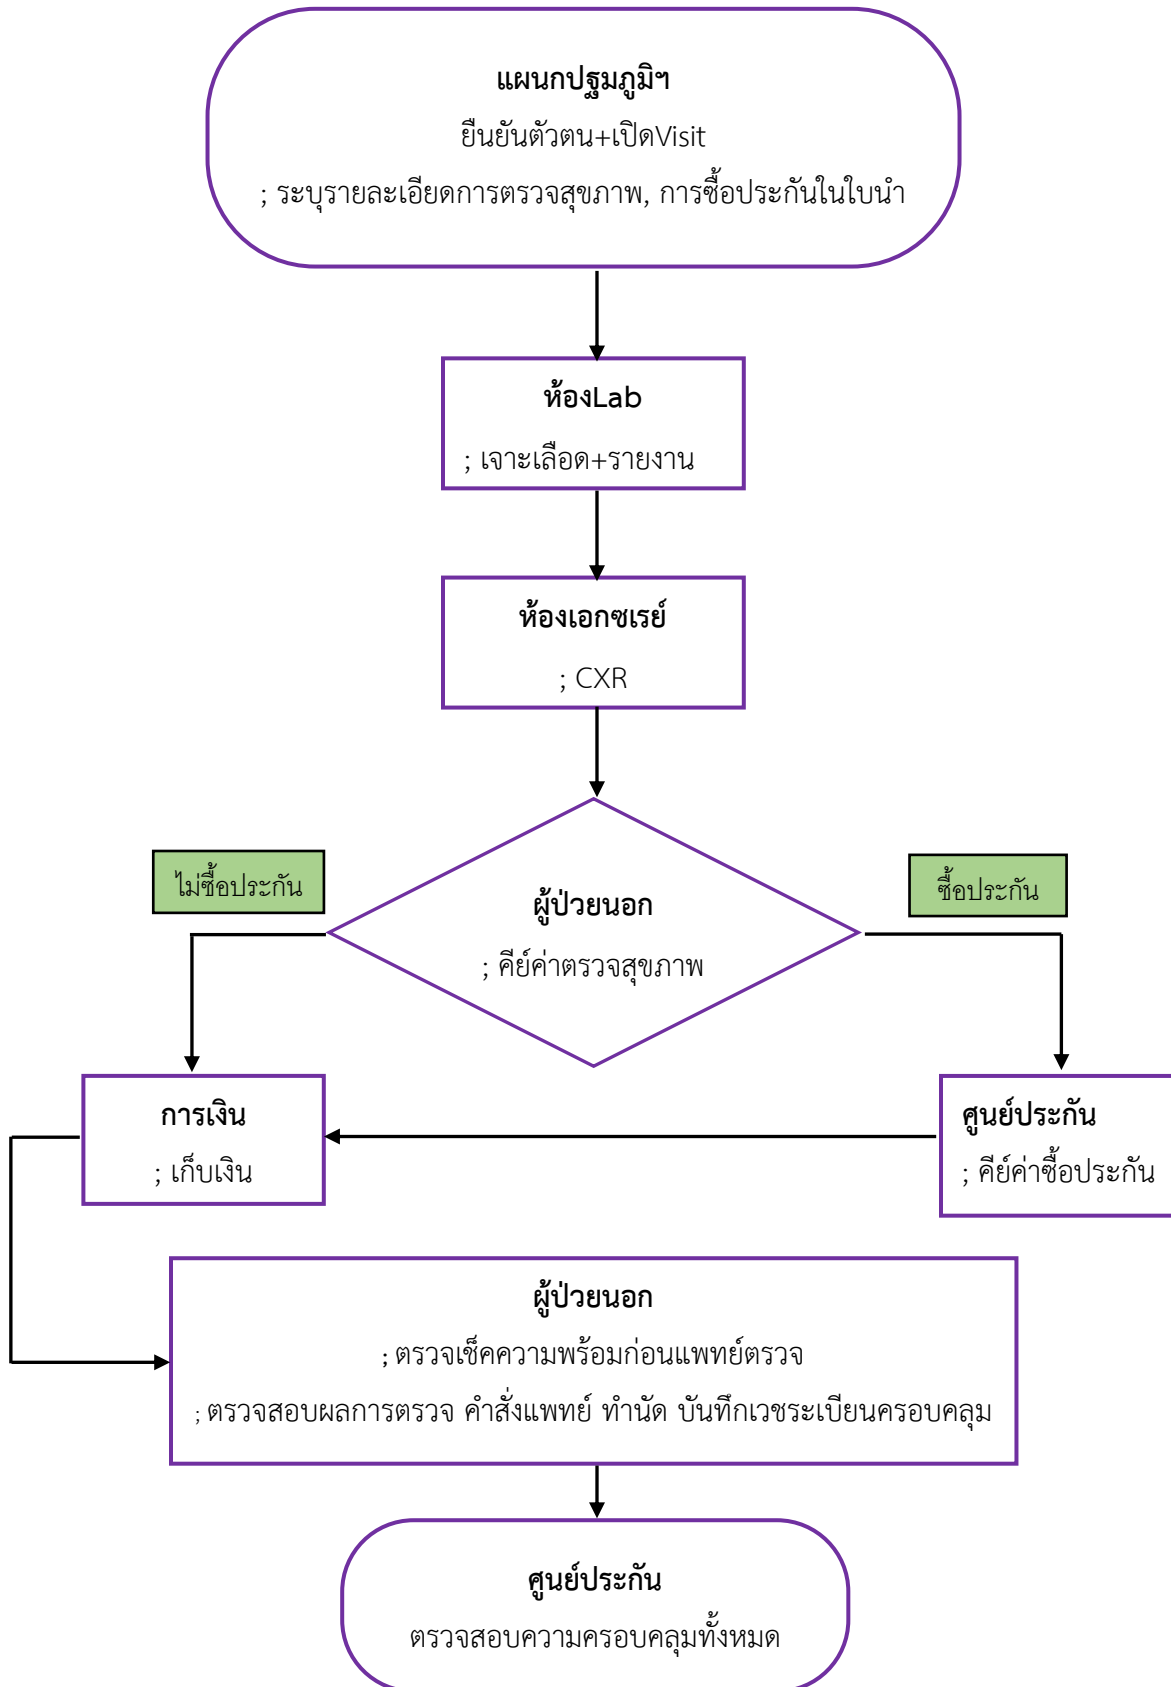 แผนกปฐมภูมิฯ
ยืนยันตัวตน+เปิดVisit
; ระบุรายละเอียดการตรวจสุขภาพ, การซื้อประกันในใบนำ
ห้องLab
; เจาะเลือด+รายงาน
ห้องเอกซเรย์
; CXR
ไม่ซื้อประกัน
ซื้อประกัน
ผู้ป่วยนอก
; คีย์ค่าตรวจสุขภาพ
การเงิน
; เก็บเงิน
ศูนย์ประกัน
; คีย์ค่าซื้อประกัน
ผู้ป่วยนอก
; ตรวจเช็คความพร้อมก่อนแพทย์ตรวจ
; ตรวจสอบผลการตรวจ คำสั่งแพทย์ ทำนัด บันทึกเวชระเบียนครอบคลุม
ศูนย์ประกัน
ตรวจสอบความครอบคลุมทั้งหมด